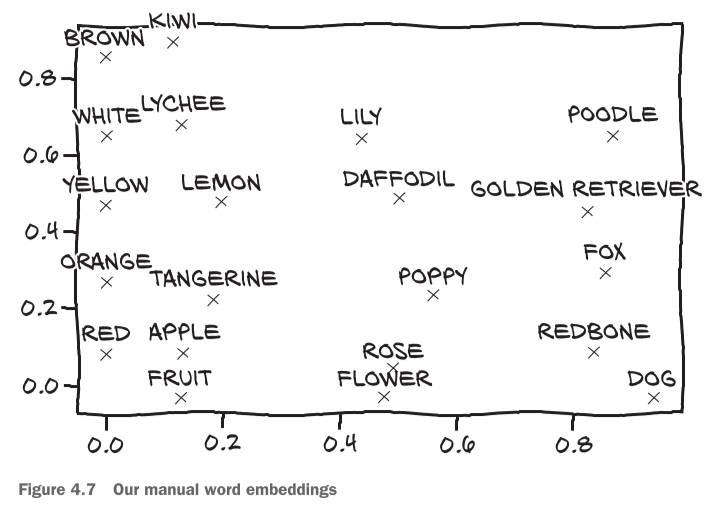 KIWI
BROWN
0.8
WHITE LYCHEE LILY POODLE
0.6
YELLOW LEMON DAFFODIL GOLDEN RETRIEVER
0.4
ORANGE TANGERINE POPPY FOX
0.2
RED APPLE ROSE REDBONE
0.0
FRUIT FLOWER DOG
0.0 0.2 0.4 0.6 0.8
Figure 4.7 Our manual word embeddings